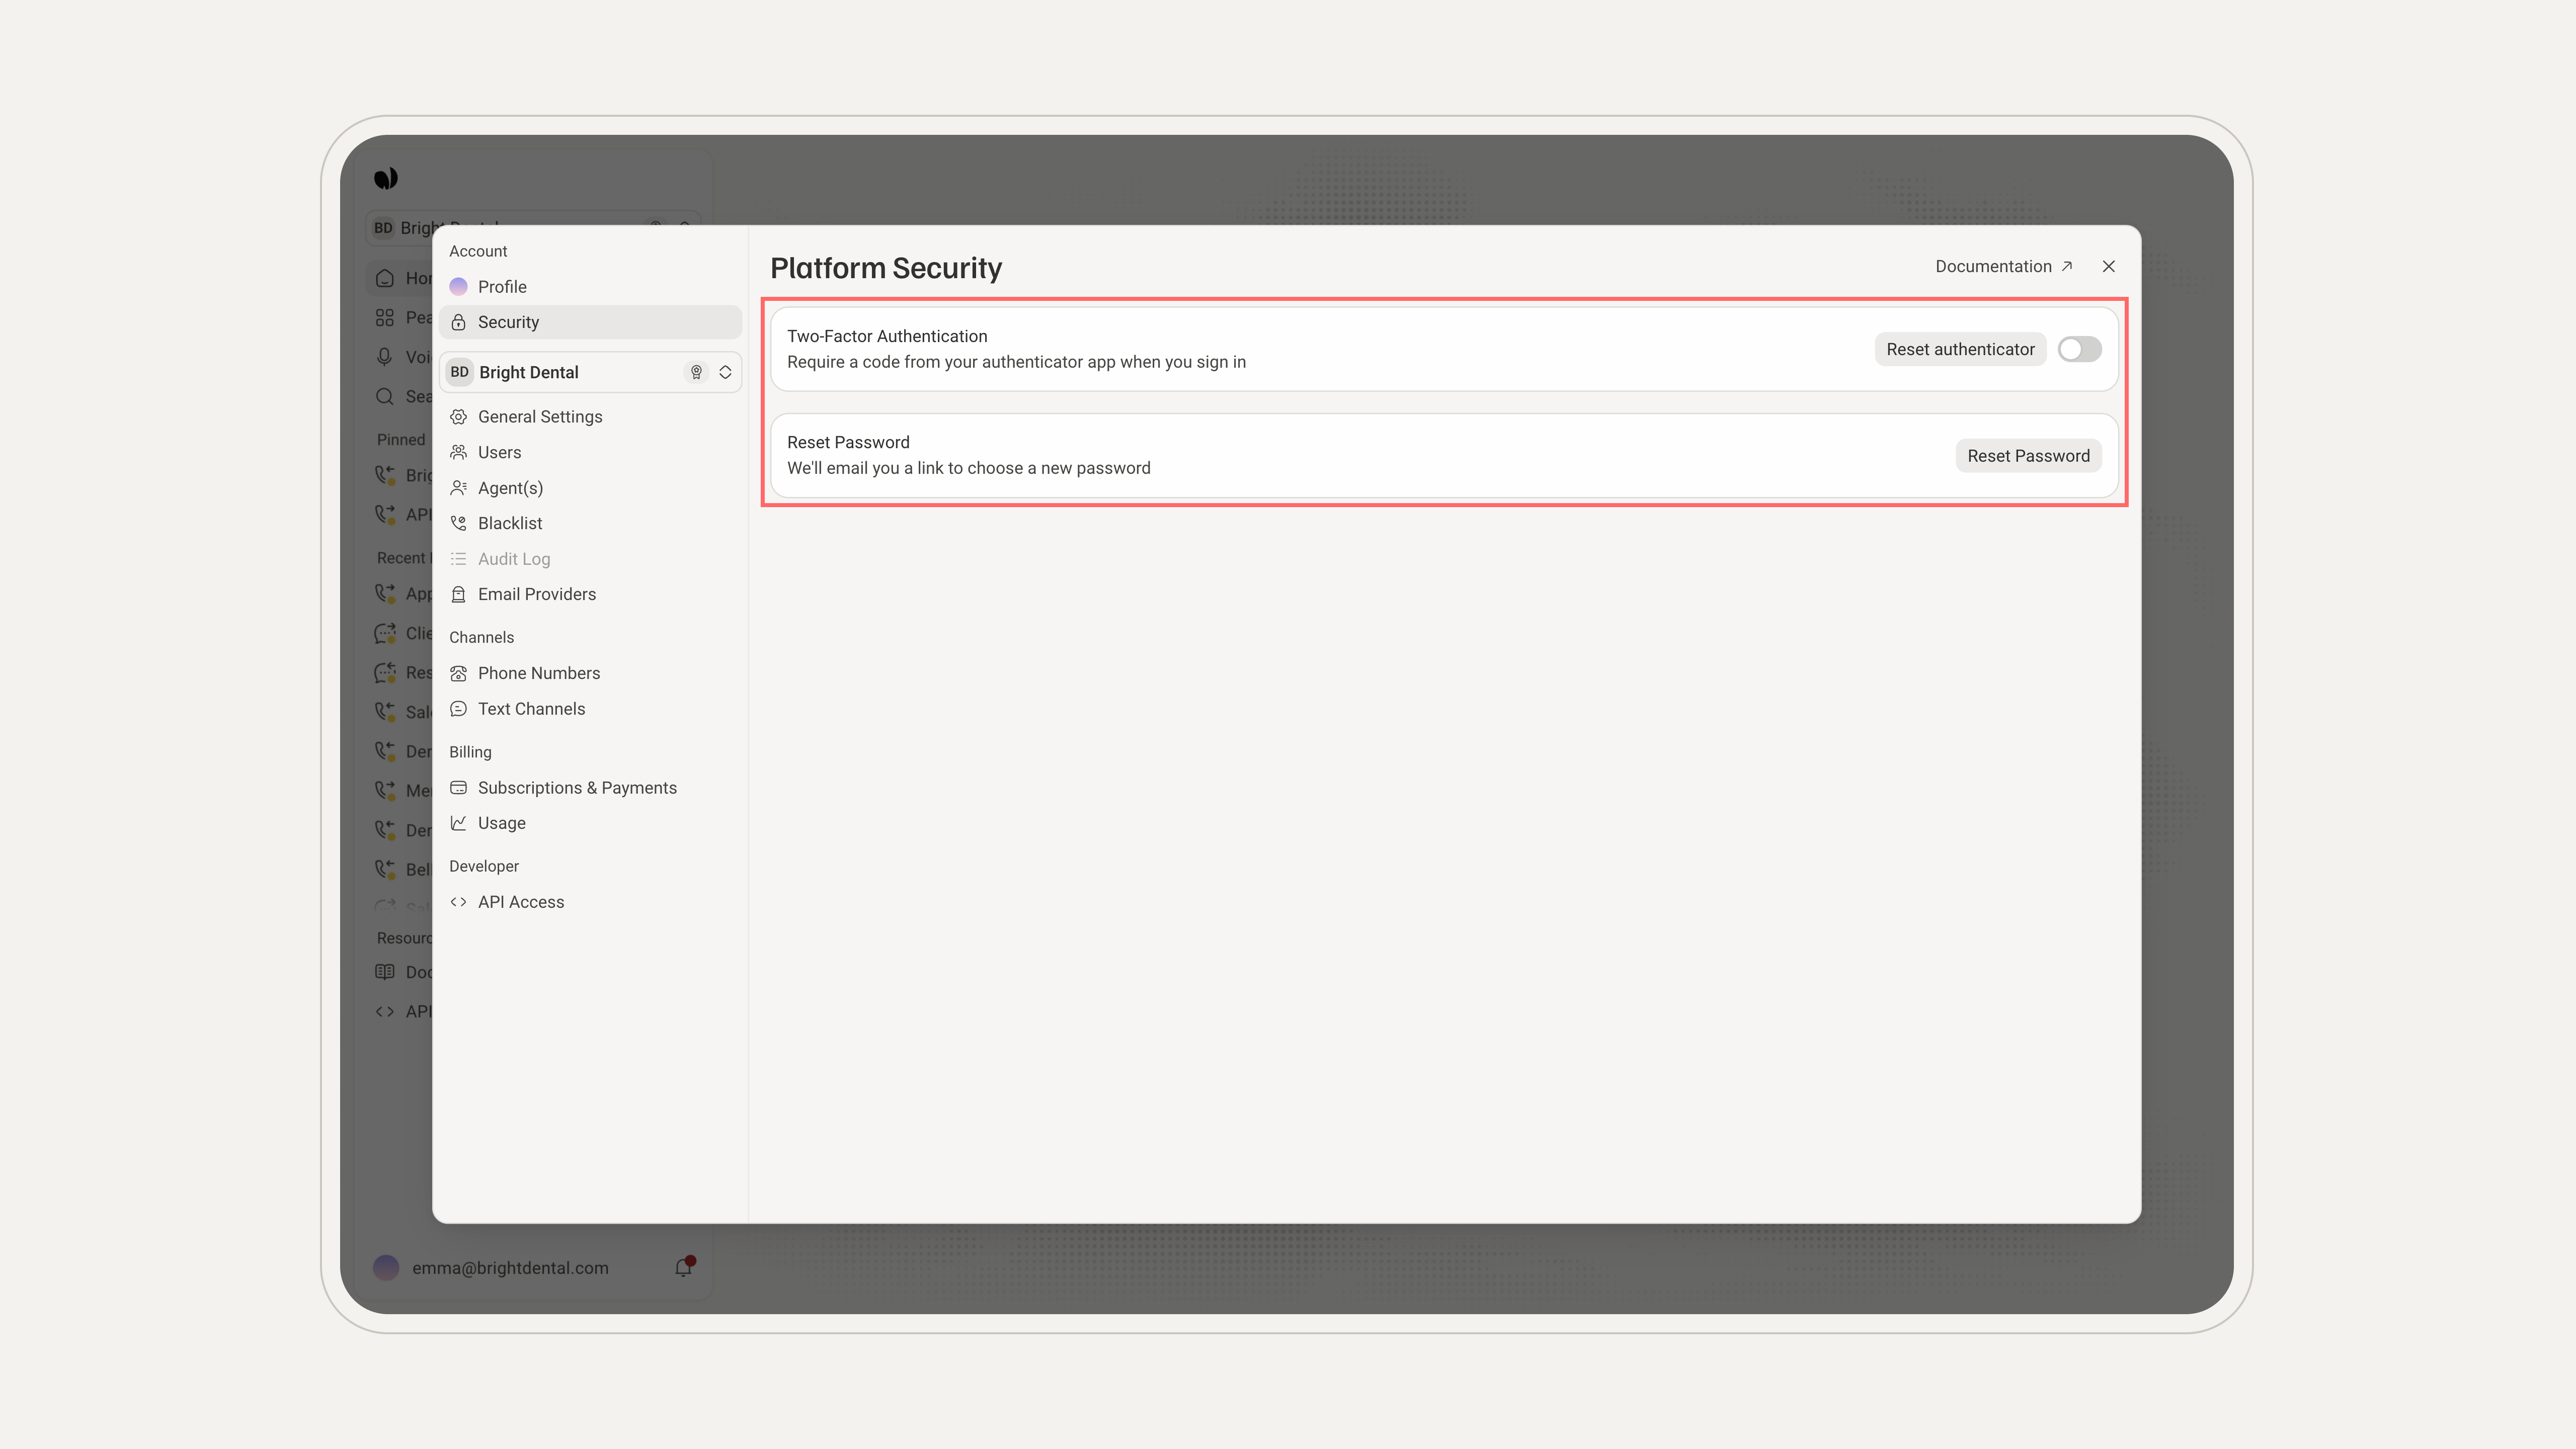 BD
Account
Profile
Security
BD Bright Dental
General Settings
Users
Agent(s)
Blacklist
Audit Log
Email Providers
Channels
Phone Numbers
Text Channels
Billing
Subscriptions & Payments
Usage
Developer
API Access
Platform Security
Documentation
Two-Factor Authentication
Require a code from your authenticator app when you sign in
Reset authenticator
Reset Password
We'll email you a link to choose a new password
Reset Password
Pinned
API
Recent
API
emma@brightdental.com